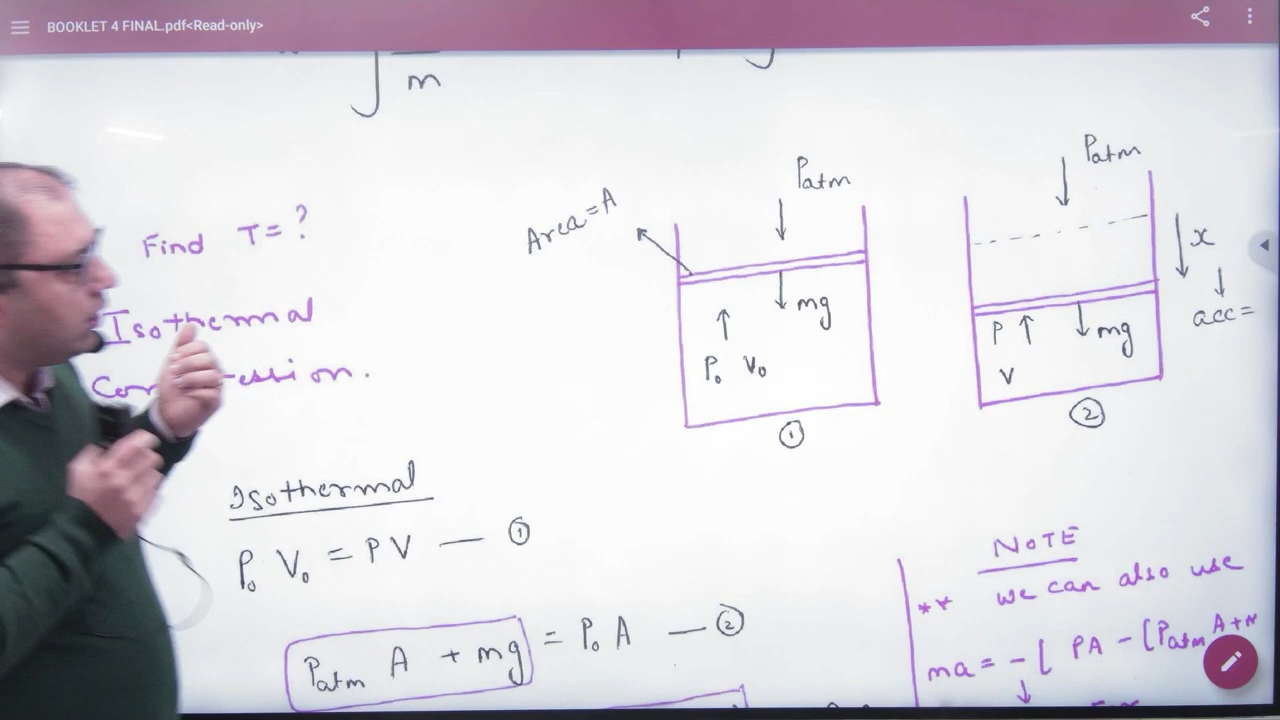 BOOKLET 4 FINAL.pdf<Read-only>
m
Find T = ?
Isothermal
Area = A
Patm
mg
P₀ V₀
①
Patm
x
acc =
P mg
V
②
Isothermal
P₀ V₀ = PV — ①
Patm A + mg = P₀ A — ②
NOTE
** we can also use
ma = - [ PA - [Patm A +